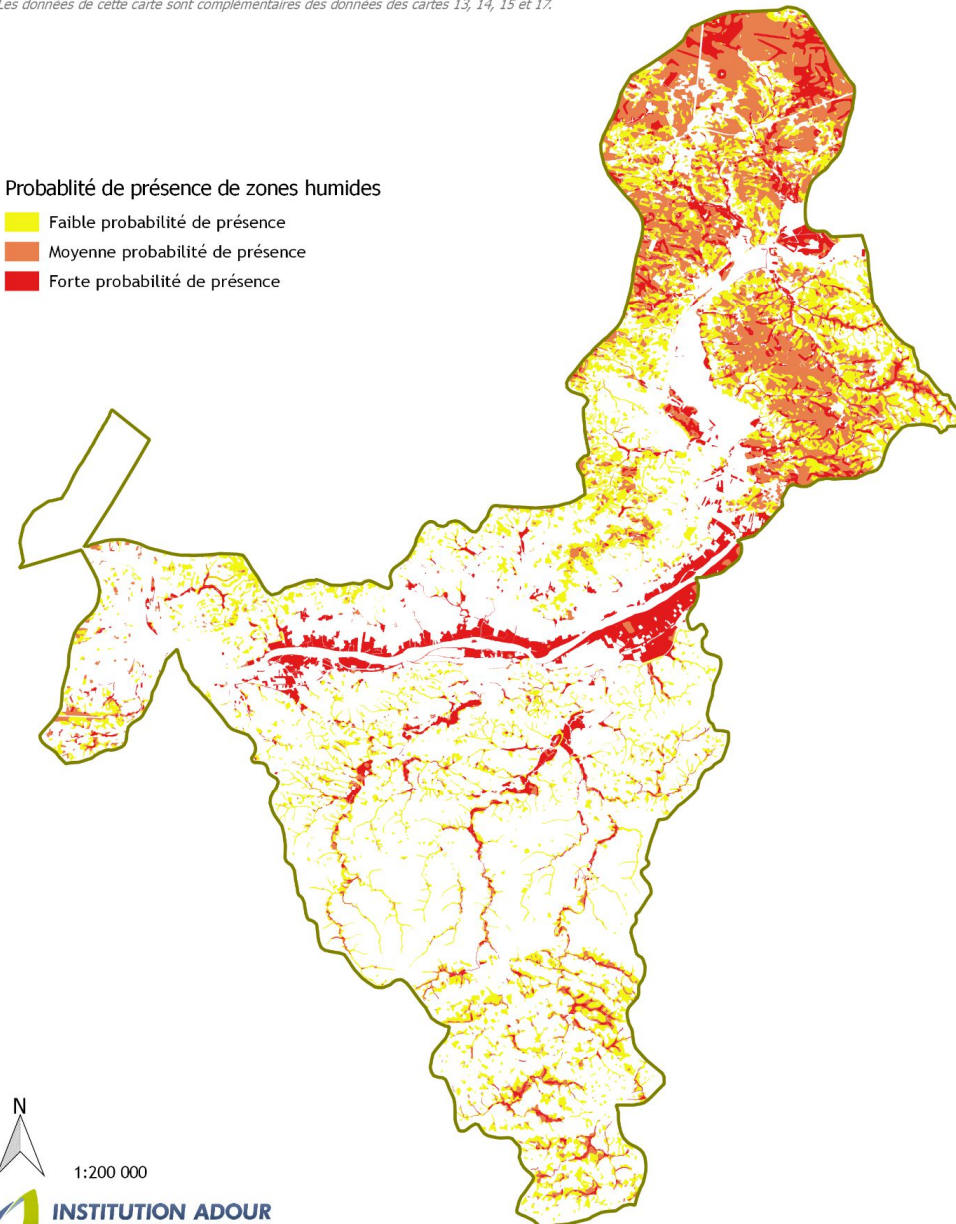 Les données de cette carte sont complémentaires des données des cartes 13, 14, 15 et 17.
Probablité de présence de zones humides
Faible probabilité de présence
Moyenne probabilité de présence
Forte probabilité de présence
N
1:200 000
INSTITUTION ADOUR